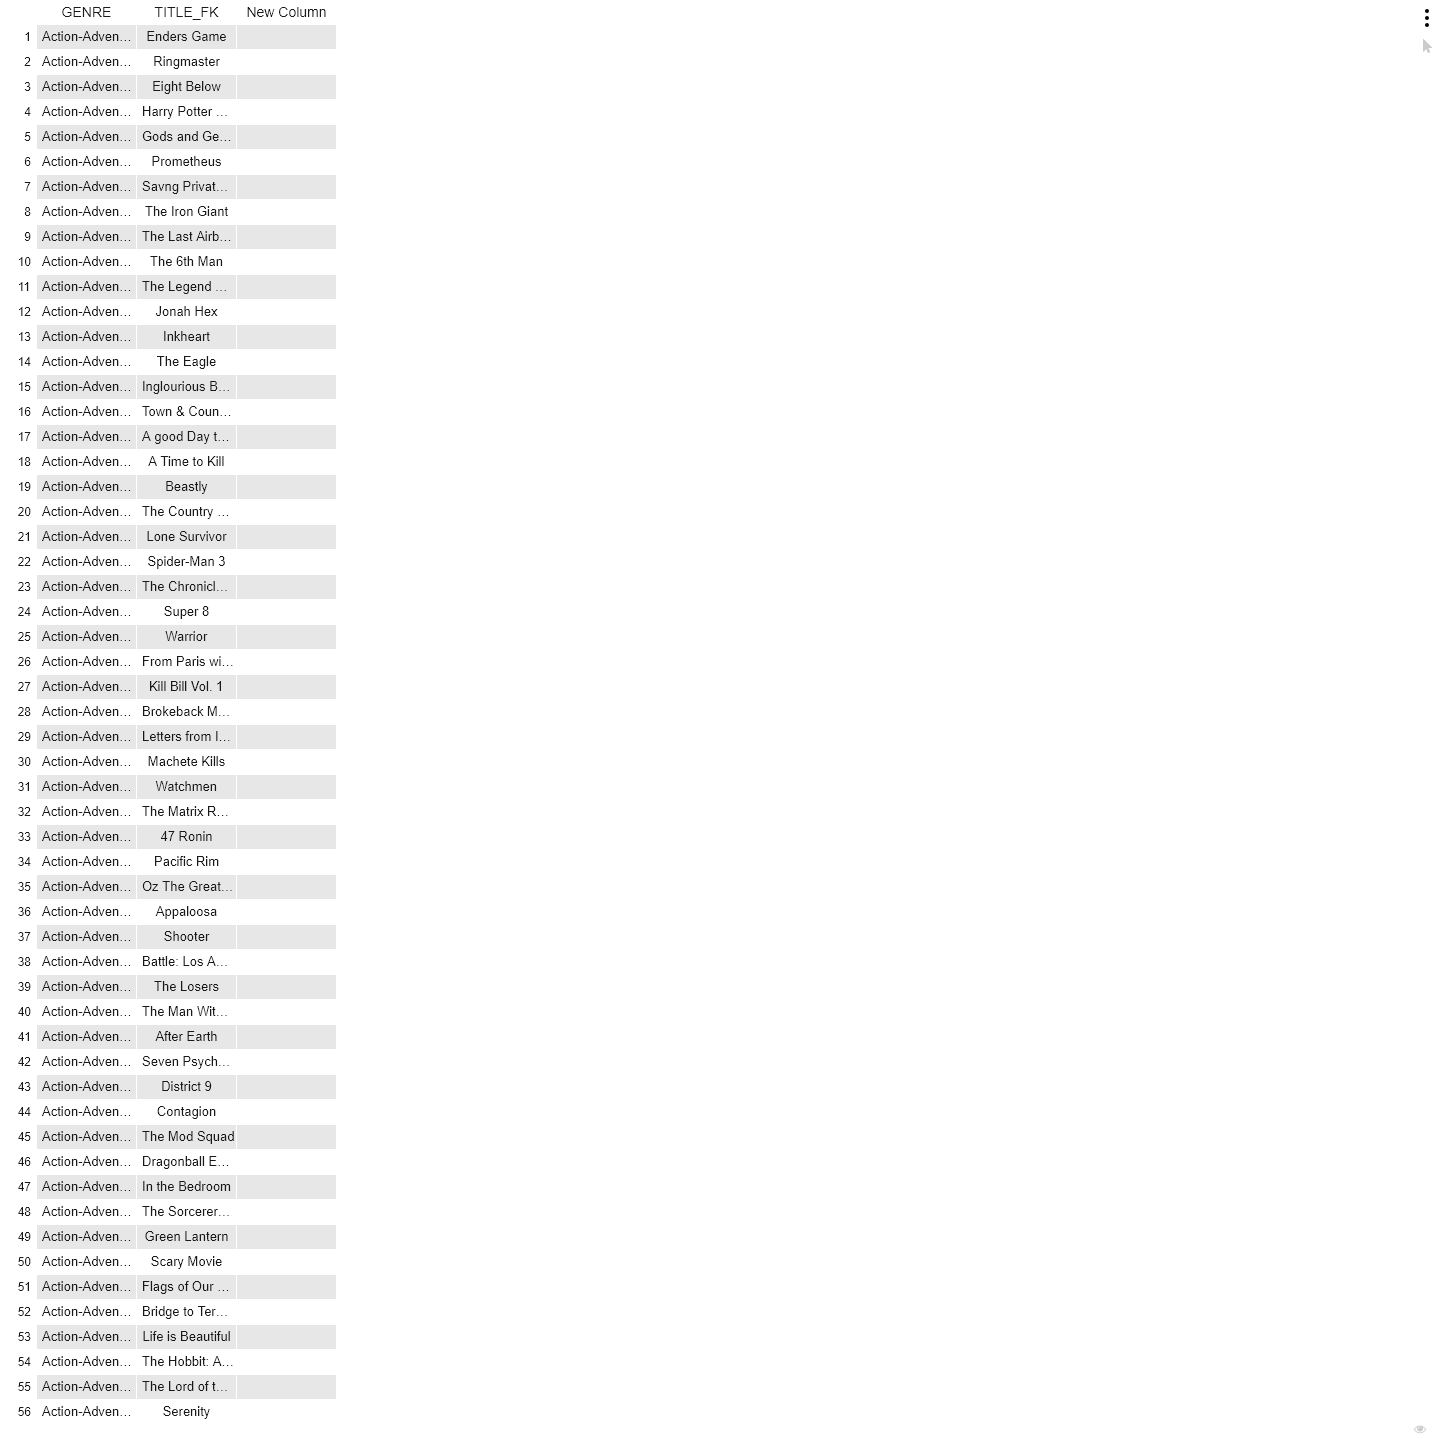 GENRE TITLE_FK New Column
1 Action-Adven... Enders Game
2 Action-Adven... Ringmaster
3 Action-Adven... Eight Below
4 Action-Adven... Harry Potter ...
5 Action-Adven... Gods and Ge...
6 Action-Adven... Prometheus
7 Action-Adven... Savng Privat...
8 Action-Adven... The Iron Giant
9 Action-Adven... The Last Airb...
10 Action-Adven... The 6th Man
11 Action-Adven... The Legend ...
12 Action-Adven... Jonah Hex
13 Action-Adven... Inkheart
14 Action-Adven... The Eagle
15 Action-Adven... Inglourious B...
16 Action-Adven... Town & Coun...
17 Action-Adven... A good Day t...
18 Action-Adven... A Time to Kill
19 Action-Adven... Beastly
20 Action-Adven... The Country ...
21 Action-Adven... Lone Survivor
22 Action-Adven... Spider-Man 3
23 Action-Adven... The Chronicl...
24 Action-Adven... Super 8
25 Action-Adven... Warrior
26 Action-Adven... From Paris wi...
27 Action-Adven... Kill Bill Vol. 1
28 Action-Adven... Brokeback M...
29 Action-Adven... Letters from I...
30 Action-Adven... Machete Kills
31 Action-Adven... Watchmen
32 Action-Adven... The Matrix R...
33 Action-Adven... 47 Ronin
34 Action-Adven... Pacific Rim
35 Action-Adven... Oz The Great...
36 Action-Adven... Appaloosa
37 Action-Adven... Shooter
38 Action-Adven... Battle: Los A...
39 Action-Adven... The Losers
40 Action-Adven... The Man Wit...
41 Action-Adven... After Earth
42 Action-Adven... Seven Psych...
43 Action-Adven... District 9
44 Action-Adven... Contagion
45 Action-Adven... The Mod Squad
46 Action-Adven... Dragonball E...
47 Action-Adven... In the Bedroom
48 Action-Adven... The Sorcerer...
49 Action-Adven... Green Lantern
50 Action-Adven... Scary Movie
51 Action-Adven... Flags of Our ...
52 Action-Adven... Bridge to Ter...
53 Action-Adven... Life is Beautiful
54 Action-Adven... The Hobbit: A...
55 Action-Adven... The Lord of t...
56 Action-Adven... Serenity